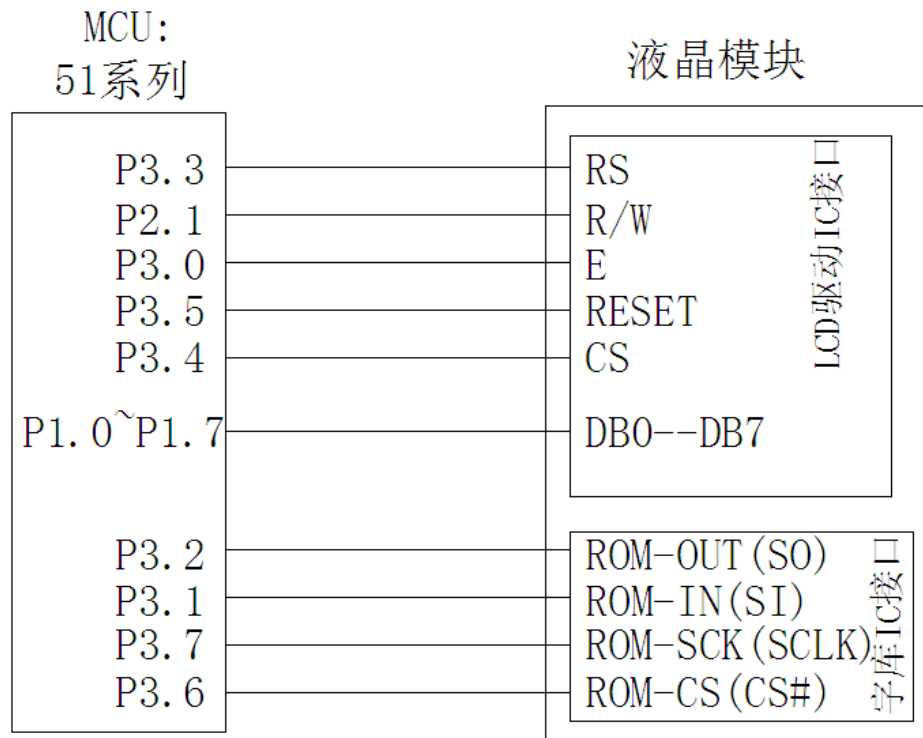 MCU:
51系列
液晶模块
P3.3
P2.1
P3.0
P3.5
P3.4
P1.0~P1.7
P3.2
P3.1
P3.7
P3.6
RS
R/W
E
RESET
CS
DB0--DB7
LCD驱动IC接口
ROM-OUT(SO)
ROM-IN(SI)
ROM-SCK(SCLK)
ROM-CS(CS#)
字库IC接口